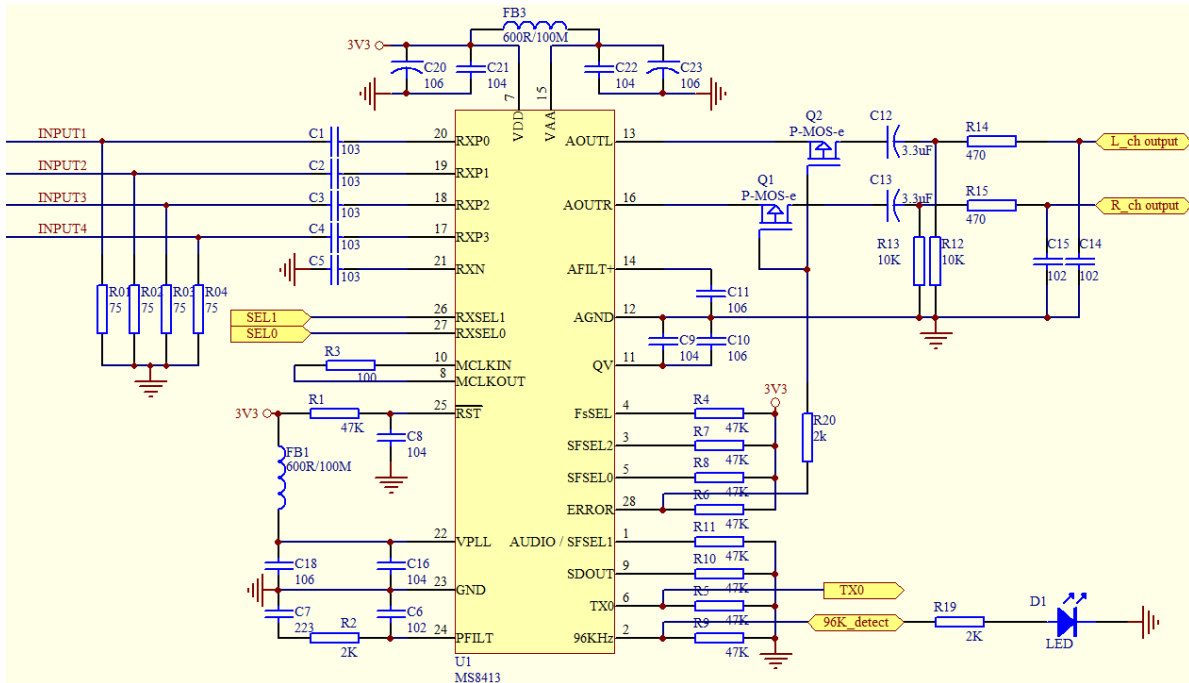 FB3
600R/100M
3V3
C20
106
C21
104
C22
104
C23
106
7
15
VDD
VAA
INPUT1
C1
103
20
RXP0
INPUT2
C2
103
19
RXP1
INPUT3
C3
103
18
RXP2
INPUT4
C4
103
17
RXP3
C5
103
21
RXN
R01
75
R02
75
R03
75
R04
75
SEL1
26
RXSEL1
SEL0
27
RXSEL0
R3
100
10
MCLKIN
8
MCLKOUT
3V3
R1
47K
25
RST
C8
104
FB1
600R/100M
22
VPLL
C18
106
C16
104
23
GND
C7
223
C6
102
R2
2K
24
PFILT
U1
MS8413
AOUTL
13
Q2
P-MOS-e
C12
3.3uF
R14
470
L_ch output
AOUTR
16
Q1
P-MOS-e
C13
3.3uF
R15
470
R_ch output
R13
10K
R12
10K
C15
102
C14
102
AFILT+
14
C11
106
AGND
12
C9
104
C10
106
QV
11
3V3
FsSEL
4
R4
47K
R20
2k
SFSEL2
3
R7
47K
SFSEL0
5
R8
47K
ERROR
28
R6
47K
AUDIO / SFSEL1
1
R11
47K
SDOUT
9
R10
47K
TX0
6
R5
47K
TX0
96KHz
2
R9
47K
96K_detect
R19
2K
D1
LED